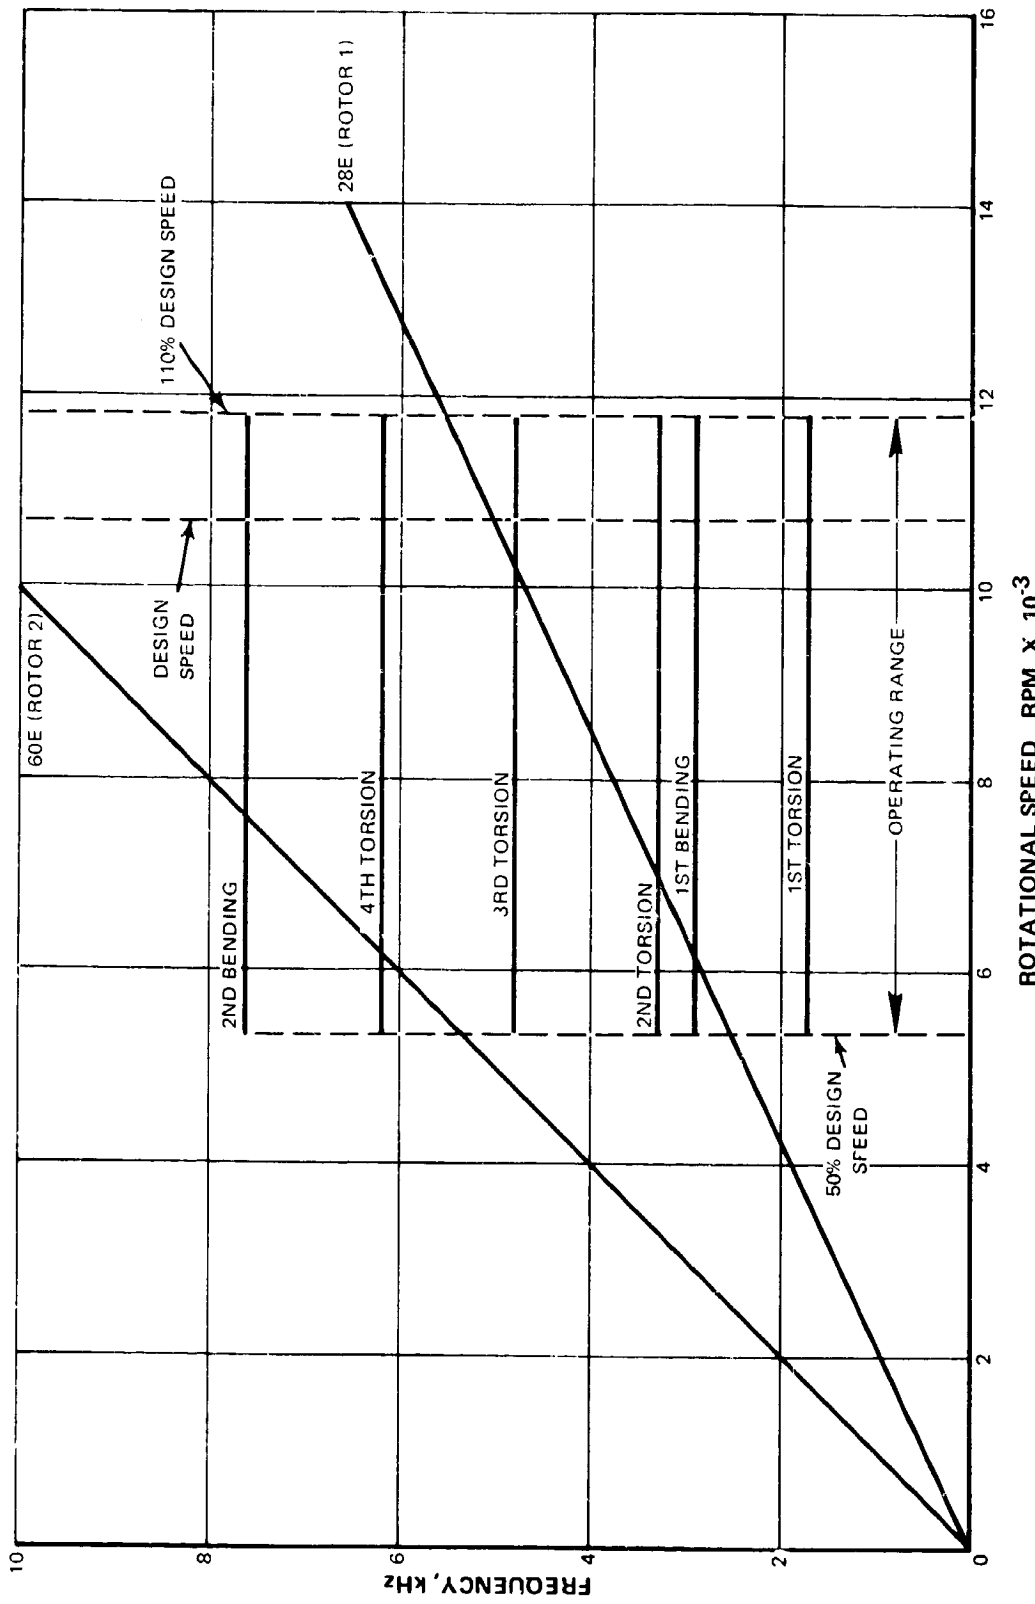 FREQUENCY, kHz
10
8
6
4
2
0
2
4
6
8
10
12
14
16
ROTATIONAL SPEED, RPM X 10-3
60E (ROTOR 2)
28E (ROTOR 1)
110% DESIGN SPEED
DESIGN
SPEED
2ND BENDING
4TH TORSION
3RD TORSION
2ND TORSION
1ST BENDING
1ST TORSION
OPERATING RANGE
50% DESIGN
SPEED